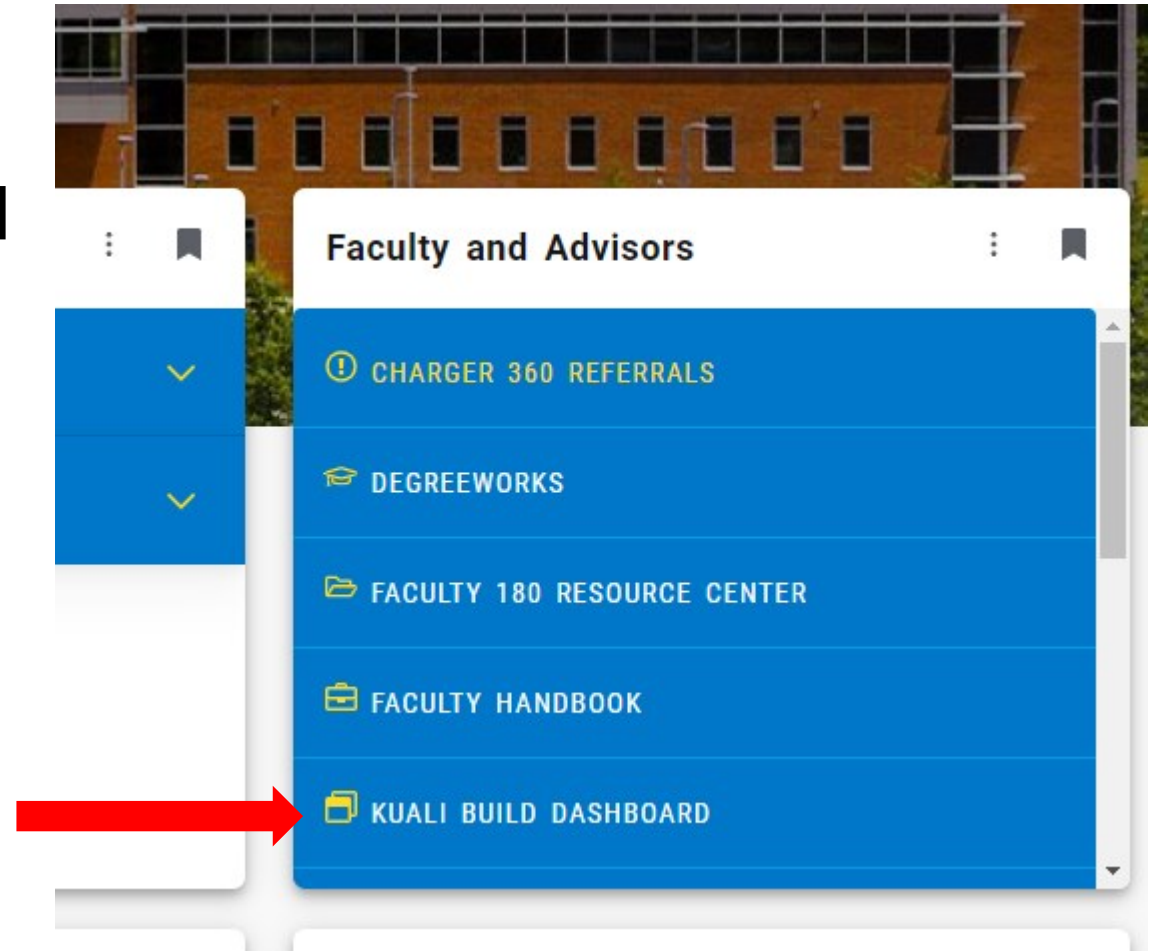 Faculty and Advisors
CHARGER 360 REFERRALS
DEGREEWORKS
FACULTY 180 RESOURCE CENTER
FACULTY HANDBOOK
KUALI BUILD DASHBOARD